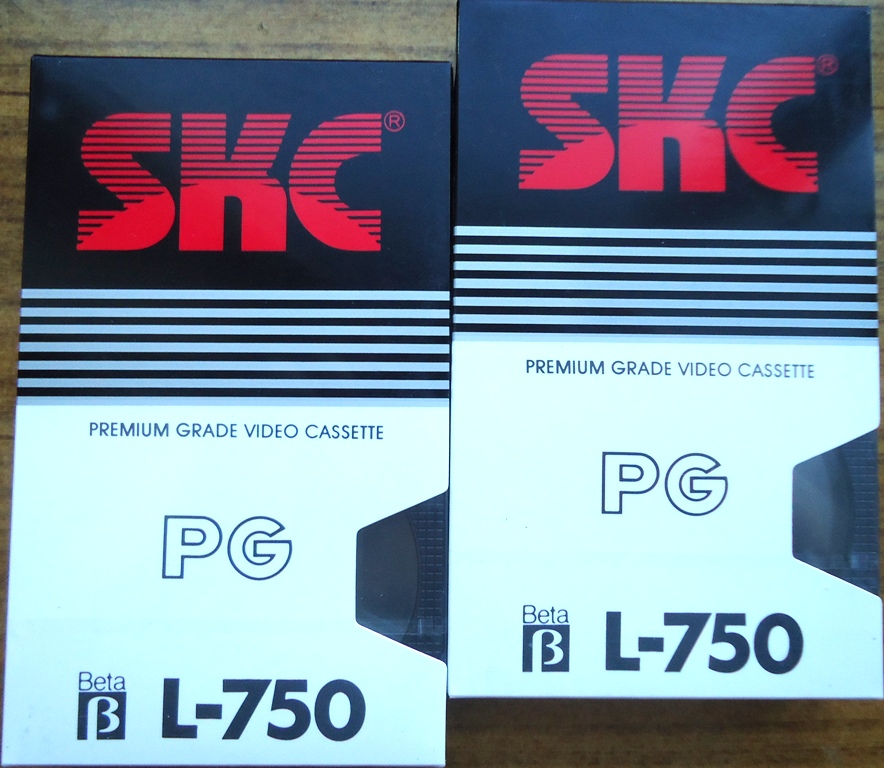 SKC®
PREMIUM GRADE VIDEO CASSETTE
PG
Beta
β L-750
SKC®
PREMIUM GRADE VIDEO CASSETTE
PG
Beta
β L-750